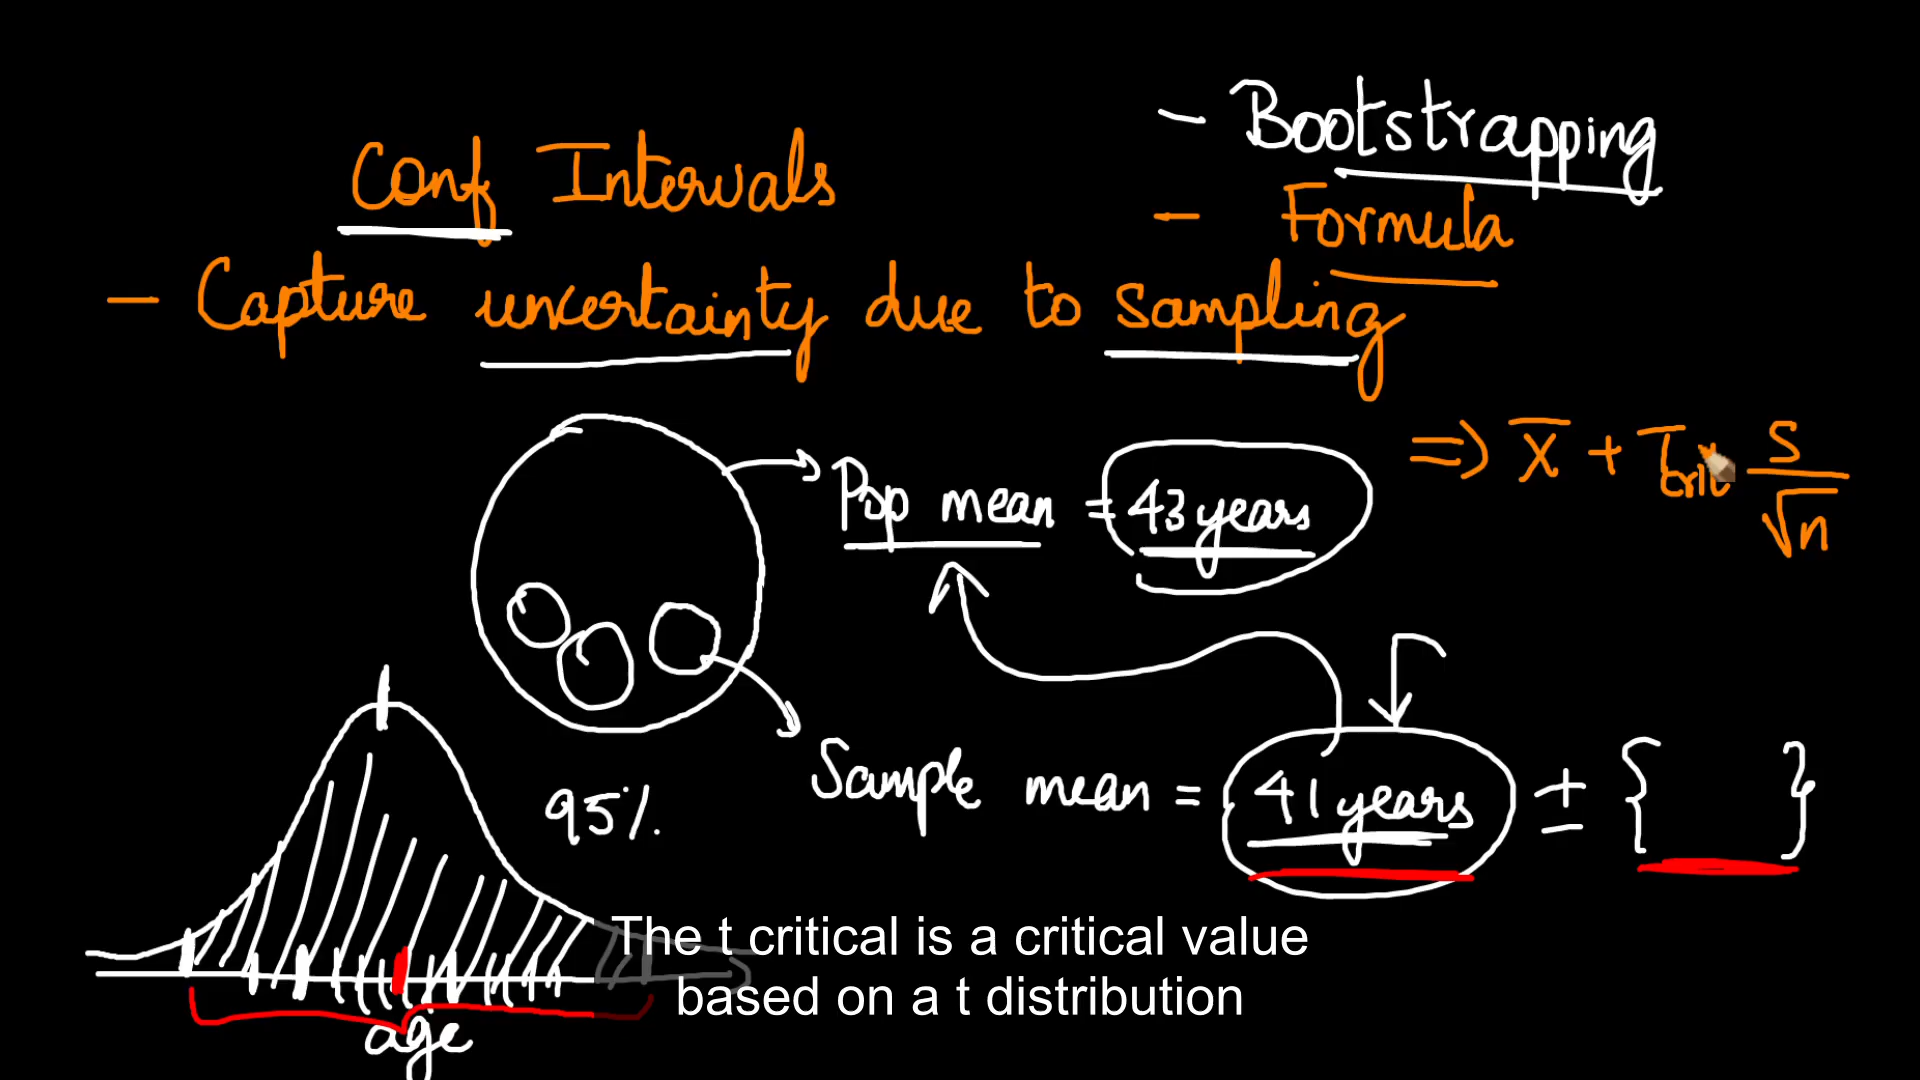 - Bootstrapping
Conf Intervals
- Formula
- Capture uncertainty due to sampling
=> X̅ + Tcrit * s/√n
Pop mean = 43 years
Sample mean = 41 years ± { }
95%.
The t critical is a critical value
based on a t distribution
age